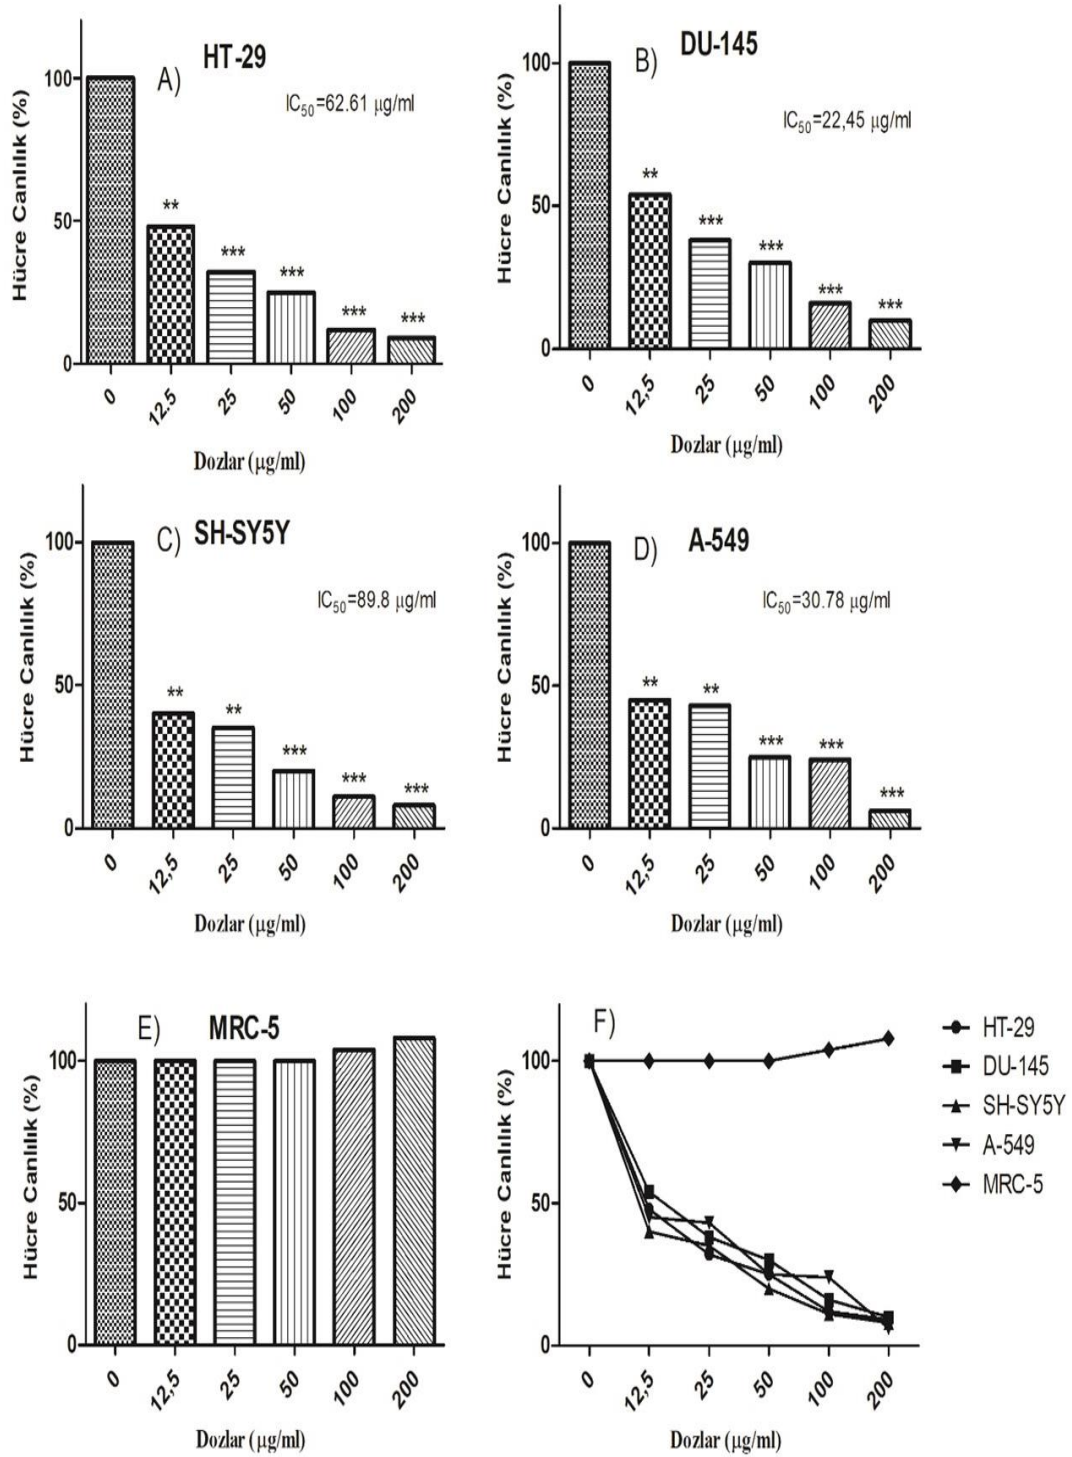 A) HT-29
IC50=62.61 µg/ml
Hücre Canlılık (%)
100
50
0
** *** *** *** ***
0 12.5 25 50 100 200
Dozlar (µg/ml)
B) DU-145
IC50=22,45 µg/ml
Hücre Canlılık (%)
100
50
0
** *** *** *** ***
0 12,5 25 50 100 200
Dozlar (µg/ml)
C) SH-SY5Y
IC50=89.8 µg/ml
Hücre Canlılık (%)
100
50
0
** ** *** *** ***
0 12,5 25 50 100 200
Dozlar (µg/ml)
D) A-549
IC50=30.78 µg/ml
Hücre Canlılık (%)
100
50
0
** ** *** *** ***
0 12,5 25 50 100 200
Dozlar (µg/ml)
E) MRC-5
Hücre Canlılık (%)
100
50
0
0 12,5 25 50 100 200
Dozlar (µg/ml)
F)
Hücre Canlılık (%)
100
50
0
0 12,5 25 50 100 200
Dozlar (µg/ml)
HT-29
DU-145
SH-SY5Y
A-549
MRC-5